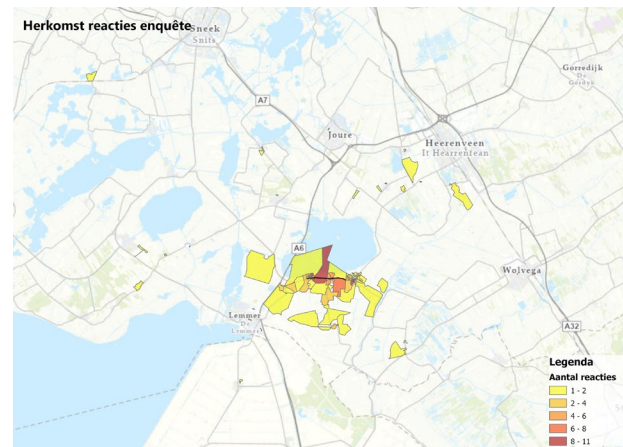 Herkomst reacties enquête
Sneek
Snits
Gorredijk
De
Gordyk
A7
Joure
Heerenveen
It Hearrenfean
A6
Wolvega
Lemmer
De
Lemmer
A32
Legenda
Aantal reacties
1 - 2
2 - 4
4 - 6
6 - 8
8 - 11